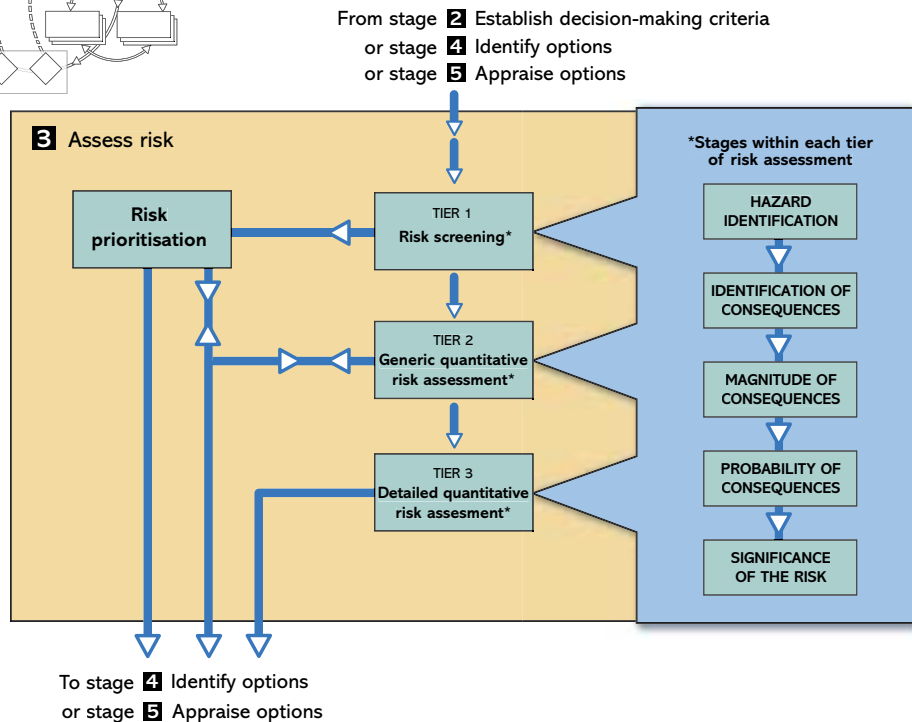 From stage 2 Establish decision-making criteria
or stage 4 Identify options
or stage 5 Appraise options
3 Assess risk
*Stages within each tier
of risk assessment
Risk
prioritisation
TIER 1
Risk screening*
TIER 2
Generic quantitative
risk assessment*
TIER 3
Detailed quantitative
risk assesment*
HAZARD
IDENTIFICATION
IDENTIFICATION OF
CONSEQUENCES
MAGNITUDE OF
CONSEQUENCES
PROBABILITY OF
CONSEQUENCES
SIGNIFICANCE
OF THE RISK
To stage 4 Identify options
or stage 5 Appraise options